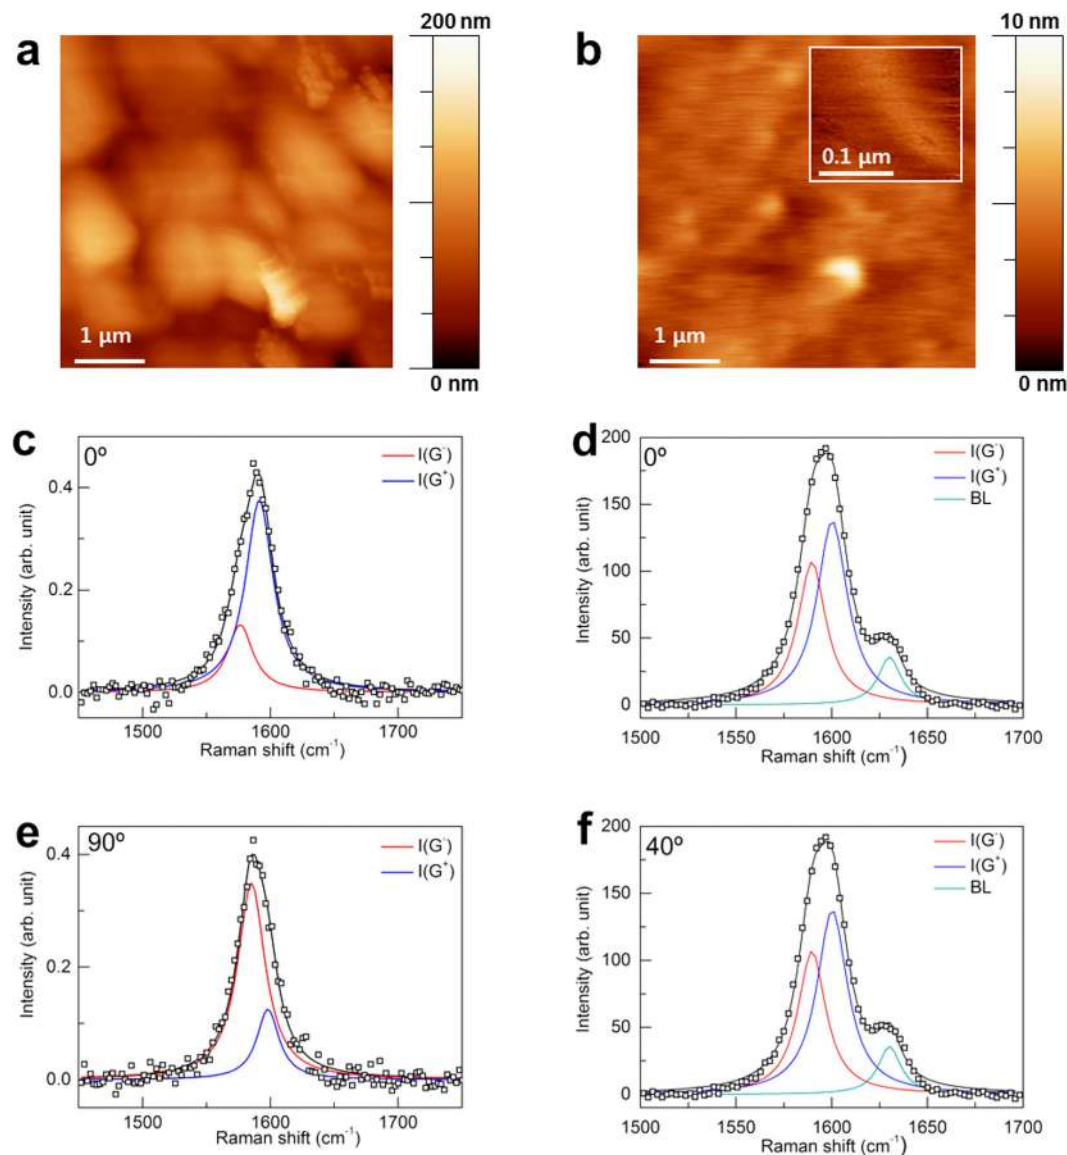 a
200 nm
1 μm
0 nm
b
10 nm
0.1 μm
1 μm
0 nm
c
0º
I(G⁻)
I(G⁺)
0.4
0.2
0.0
Intensity (arb. unit)
1500 1600 1700
Raman shift (cm⁻¹)
d
0º
I(G⁻)
I(G⁺)
BL
200
150
100
50
0
Intensity (arb. unit)
1500 1550 1600 1650 1700
Raman shift (cm⁻¹)
e
90º
I(G⁻)
I(G⁺)
0.4
0.2
0.0
Intensity (arb. unit)
1500 1600 1700
Raman shift (cm⁻¹)
f
40º
I(G⁻)
I(G⁺)
BL
200
150
100
50
0
Intensity (arb. unit)
1500 1550 1600 1650 1700
Raman shift (cm⁻¹)